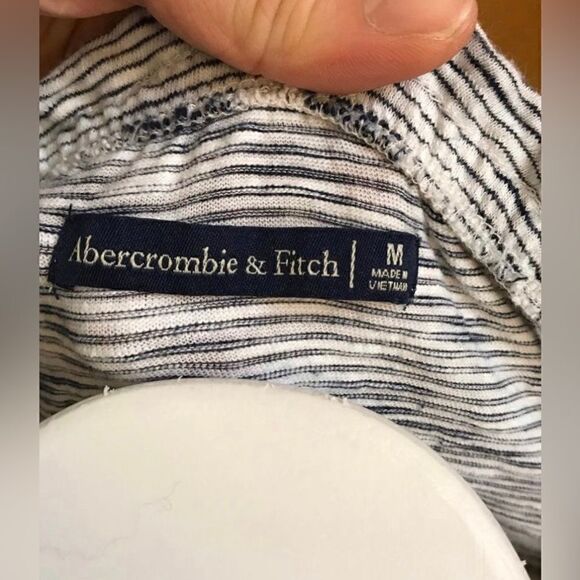 Abercrombie & Fitch | M
MADE IN
VIETNAM